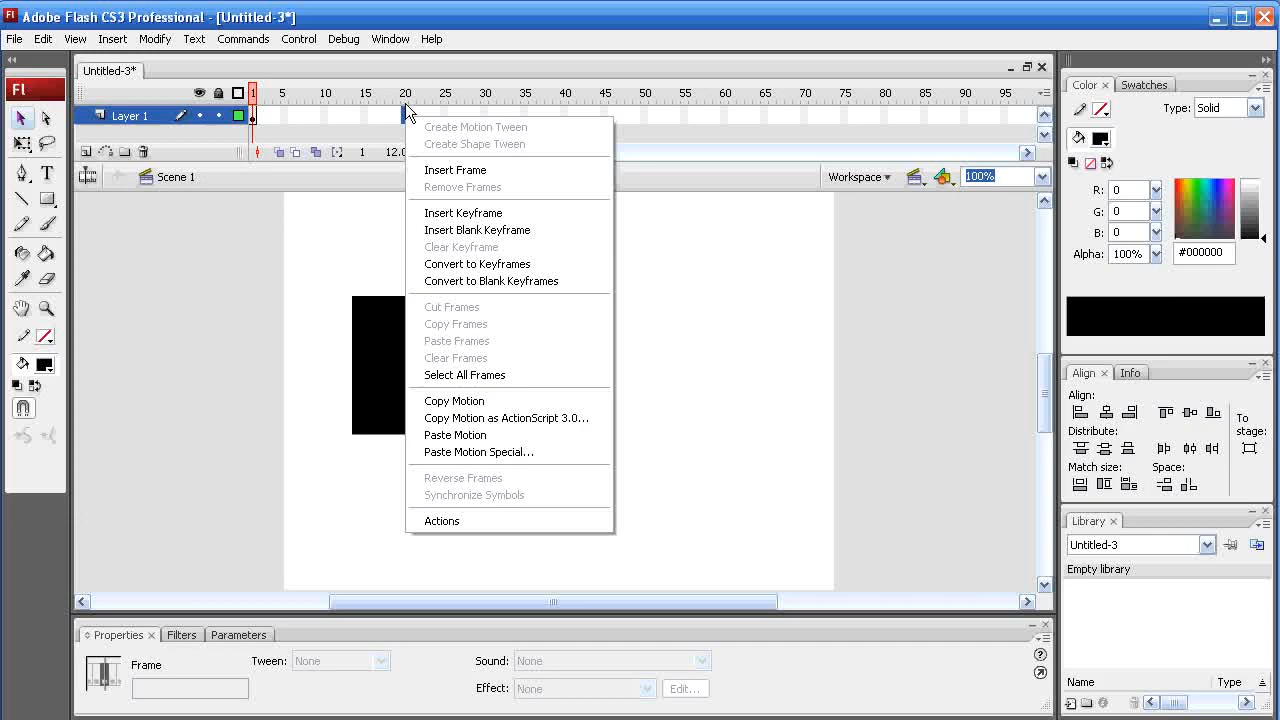 Adobe Flash CS3 Professional - [Untitled-3*]
File Edit View Insert Modify Text Commands Control Debug Window Help
Untitled-3*
Fl
1 5 10 15 20 25 30 35 40 45 50 55 60 65 70 75 80 85 90 95
Layer 1
1 12.0
Scene 1
Workspace
100%
Create Motion Tween
Create Shape Tween
Insert Frame
Remove Frames
Insert Keyframe
Insert Blank Keyframe
Clear Keyframe
Convert to Keyframes
Convert to Blank Keyframes
Cut Frames
Copy Frames
Paste Frames
Clear Frames
Select All Frames
Copy Motion
Copy Motion as ActionScript 3.0...
Paste Motion
Paste Motion Special...
Reverse Frames
Synchronize Symbols
Actions
Color Swatches
Type: Solid
R: 0
G: 0
B: 0
Alpha: 100% #000000
Align Info
Align:
To stage:
Distribute:
Match size: Space:
Library
Untitled-3
Empty library
Name Type
Properties Filters Parameters
Frame
Tween: None
Sound: None
Effect: None Edit...